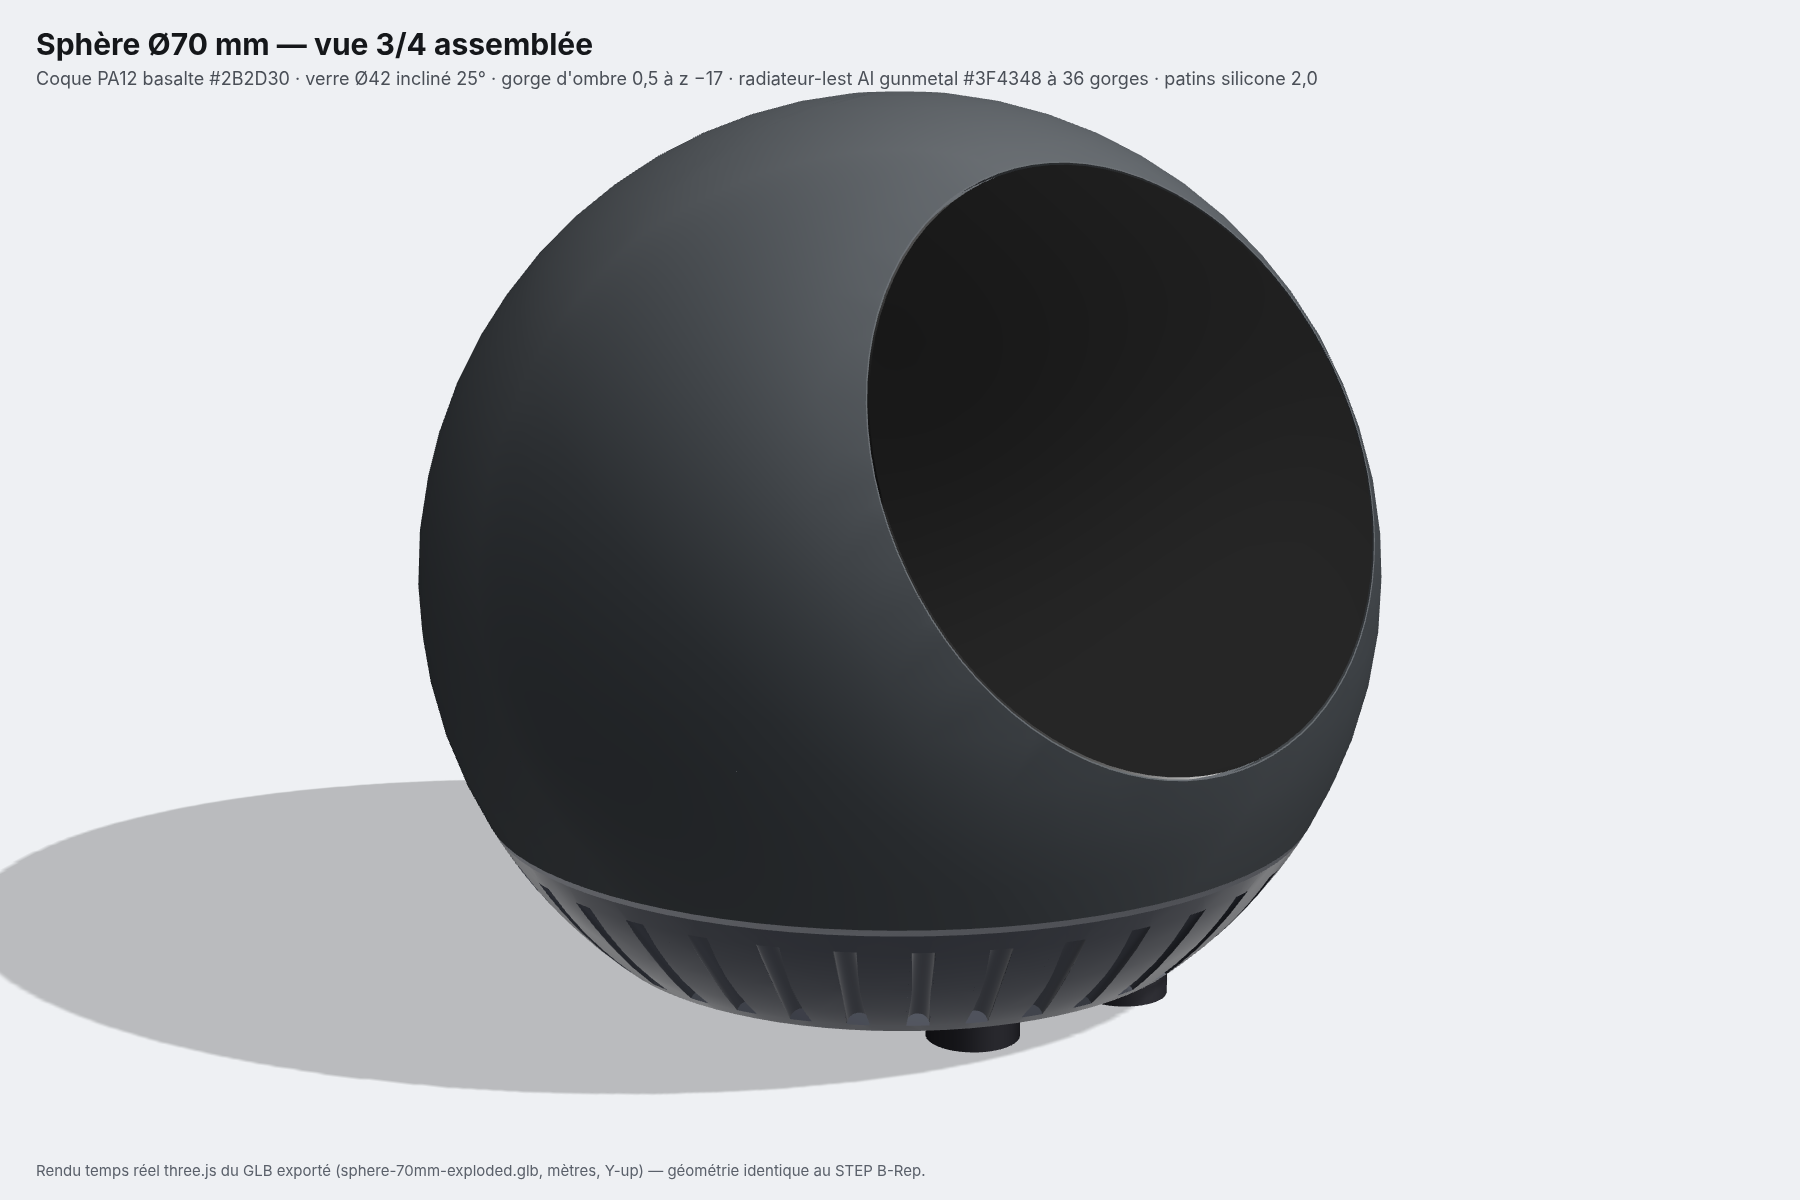 Sphère Ø70 mm — vue 3/4 assemblée
Coque PA12 basalte #2B2D30 · verre Ø42 incliné 25° · gorge d'ombre 0,5 à z −17 · radiateur-lest Al gunmetal #3F4348 à 36 gorges · patins silicone 2,0
Rendu temps réel three.js du GLB exporté (sphere-70mm-exploded.glb, mètres, Y-up) — géométrie identique au STEP B-Rep.